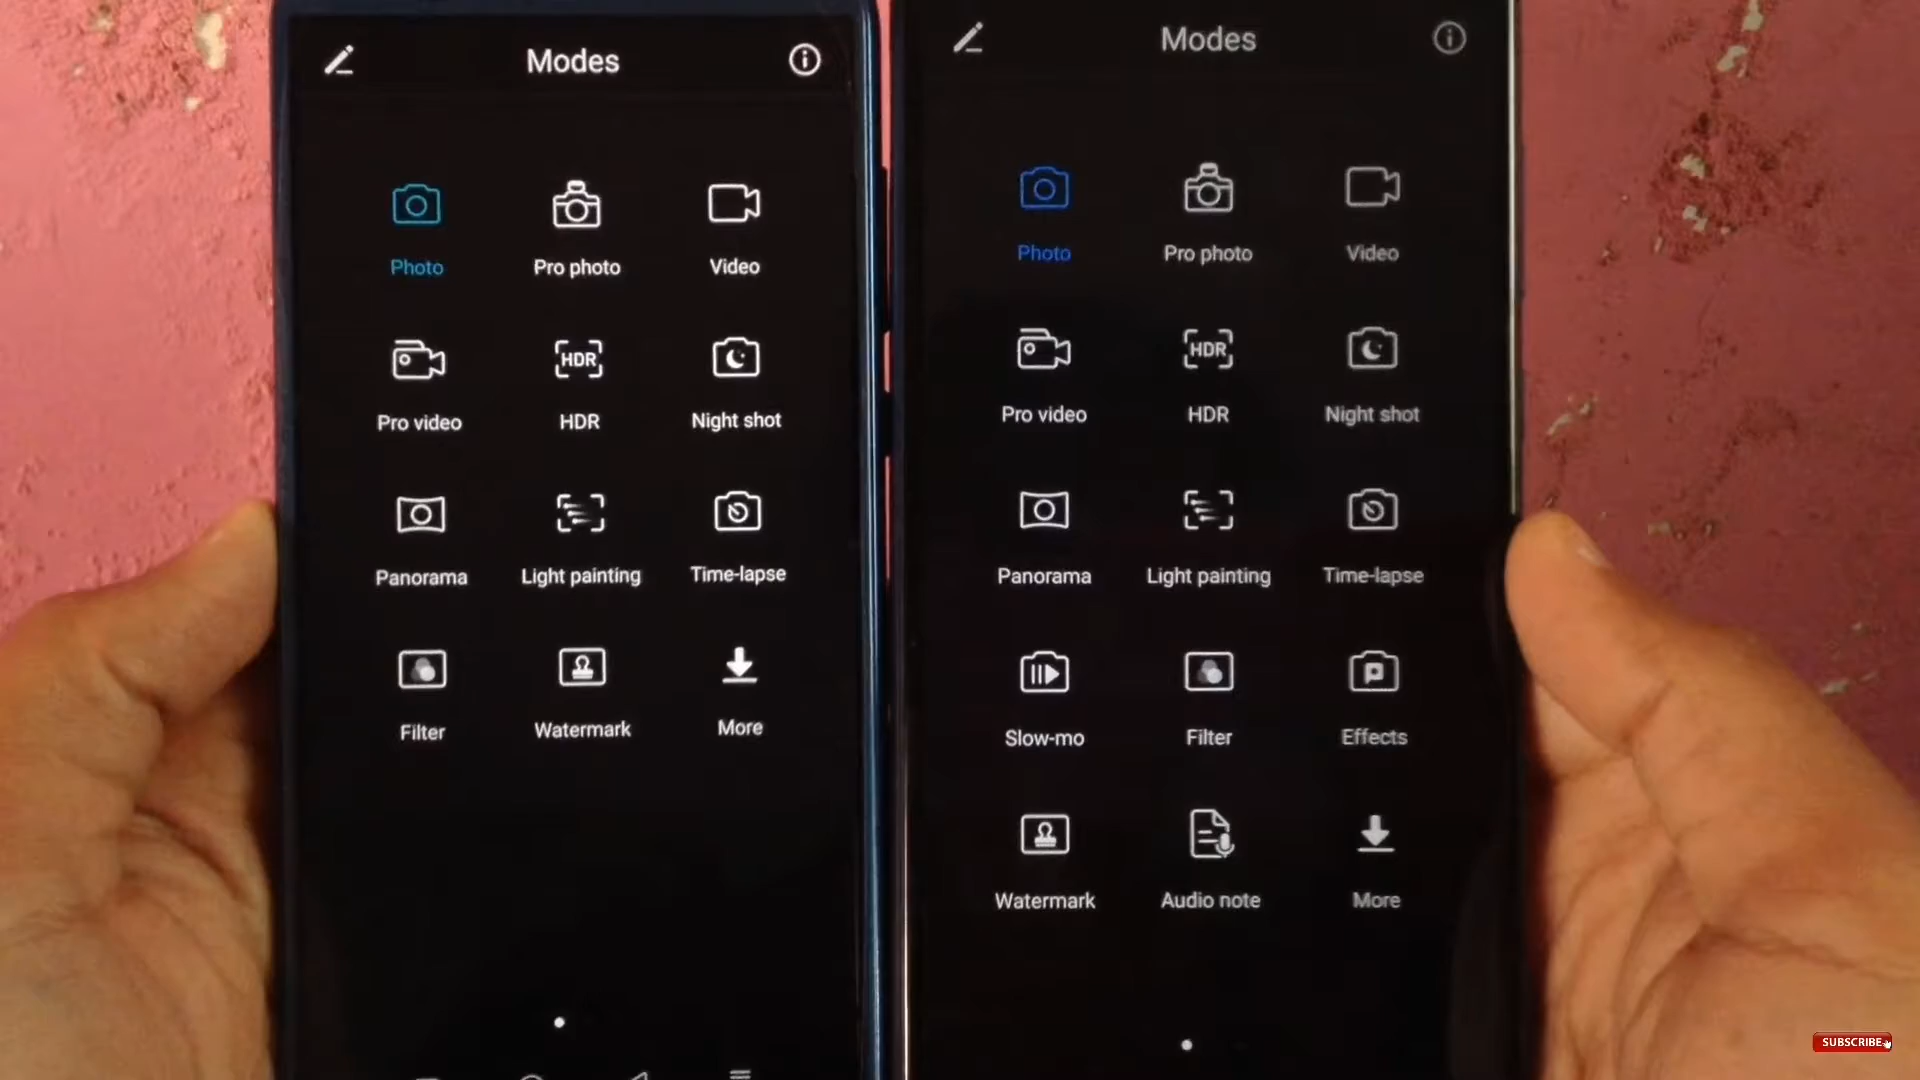 Modes
Photo
Pro photo
Video
HDR
Pro video
HDR
Night shot
Panorama
Light painting
Time-lapse
Filter
Watermark
More
Modes
Photo
Pro photo
Video
HDR
Pro video
HDR
Night shot
Panorama
Light painting
Time-lapse
Slow-mo
Filter
Effects
Watermark
Audio note
More
SUBSCRIBE